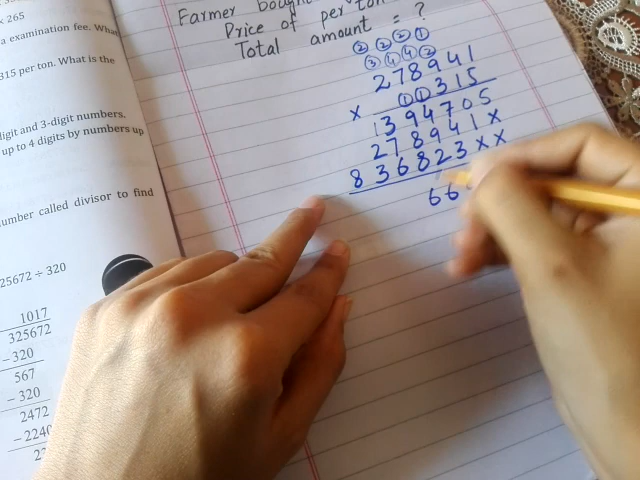 x 265
a examination fee. What
315 per ton. What is the
digit and 3-digit numbers.
up to 4 digits by numbers up
number called divisor to find
25672 ÷ 320
1017
325672
-320
567
-320
2472
-2240
Farmer bought
Price of per ton
Total amount = ?
2 2 2 1
3 4 4 2
278941
x 315
1 1
1394705
278941x
836823xx
66